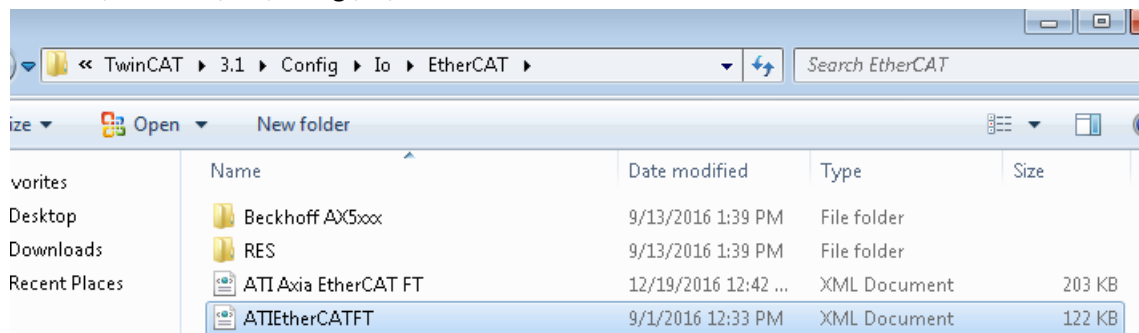 « TwinCAT ▸ 3.1 ▸ Config ▸ Io ▸ EtherCAT ▸ Search EtherCAT
ize Open New folder
Name Date modified Type Size
vorites
Desktop Beckhoff AX5xxx 9/13/2016 1:39 PM File folder
Downloads RES 9/13/2016 1:39 PM File folder
Recent Places ATI Axia EtherCAT FT 12/19/2016 12:42 ... XML Document 203 KB
ATIEtherCATFT 9/1/2016 12:33 PM XML Document 122 KB